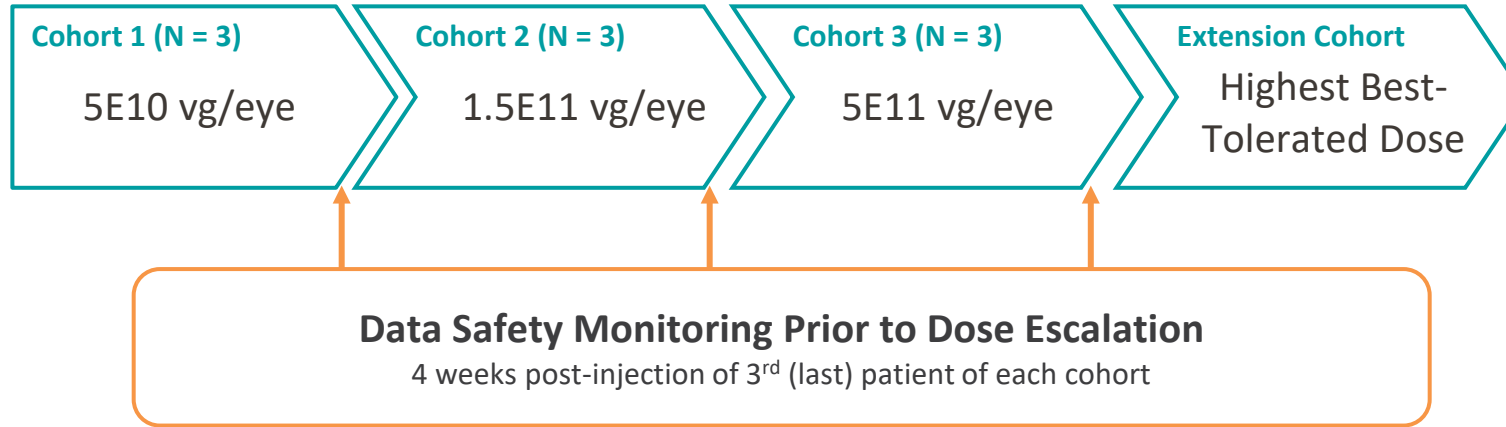 Cohort 1 (N = 3)
5E10 vg/eye
Cohort 2 (N = 3)
1.5E11 vg/eye
Cohort 3 (N = 3)
5E11 vg/eye
Extension Cohort
Highest Best-
Tolerated Dose
Data Safety Monitoring Prior to Dose Escalation
4 weeks post-injection of 3rd (last) patient of each cohort